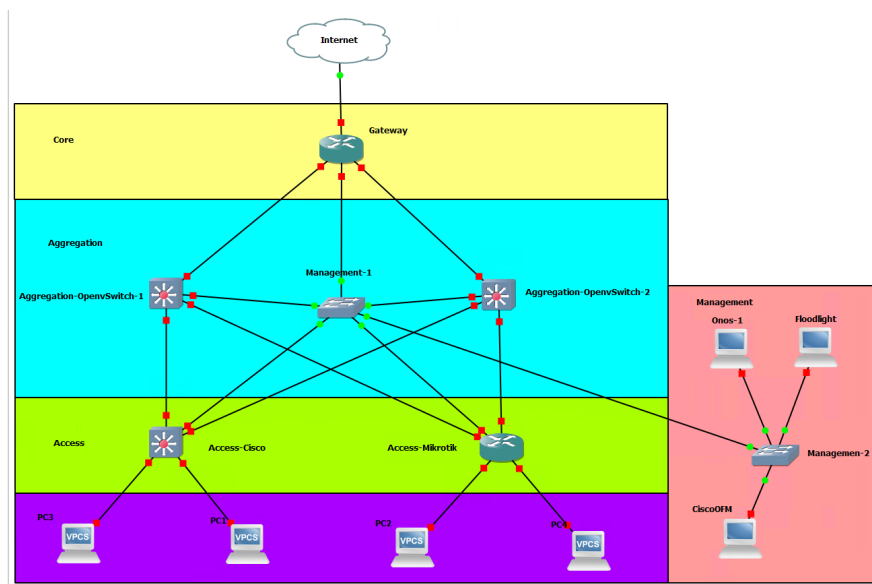 Internet
Gateway
Core
Aggregation
Management-1
Aggregation-OpenvSwitch-1
Aggregation-OpenvSwitch-2
Management
Onos-1
Floodlight
Access
Access-Cisco
Access-Mikrotik
Managemen-2
CiscoOFM
PC3
PC1
PC2
PC4
VPCS
VPCS
VPCS
VPCS